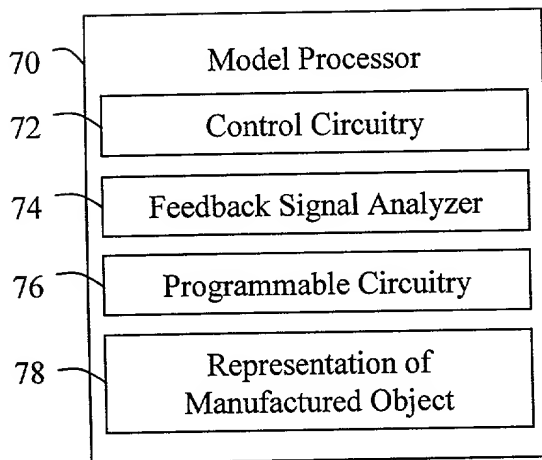 70 Model Processor
72 Control Circuitry
74 Feedback Signal Analyzer
76 Programmable Circuitry
78 Representation of
Manufactured Object